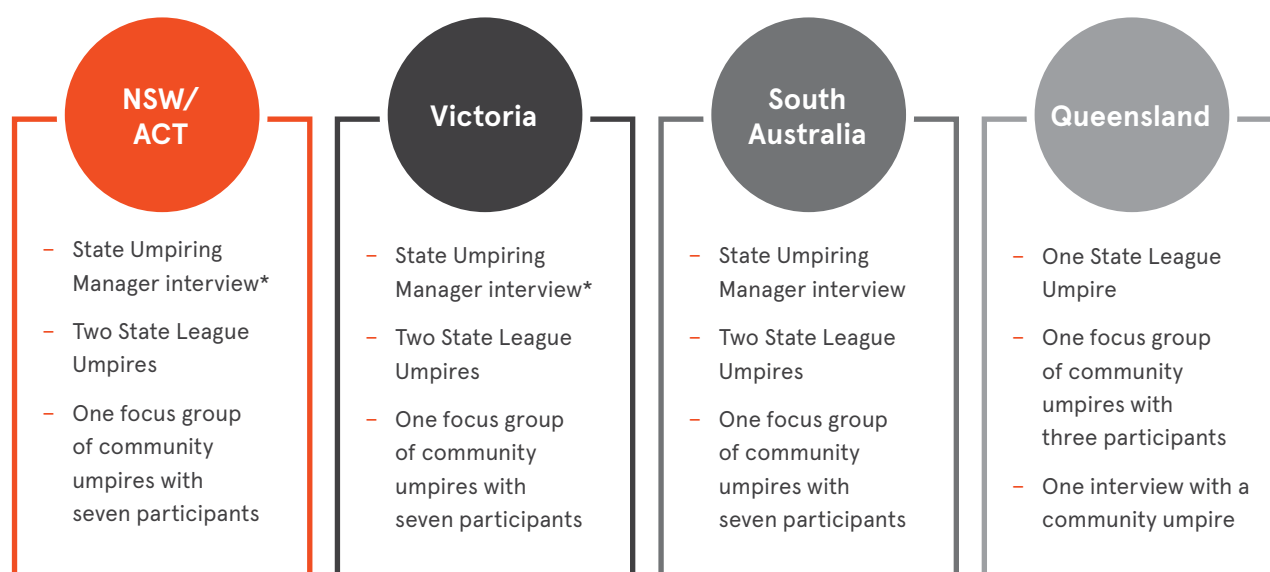 NSW/
ACT
– State Umpiring
Manager interview*
– Two State League
Umpires
– One focus group
of community
umpires with
seven participants
Victoria
– State Umpiring
Manager interview*
– Two State League
Umpires
– One focus group
of community
umpires with
seven participants
South
Australia
– State Umpiring
Manager interview
– Two State League
Umpires
– One focus group
of community
umpires with
seven participants
Queensland
– One State League
Umpire
– One focus group
of community
umpires with
three participants
– One interview with a
community umpire